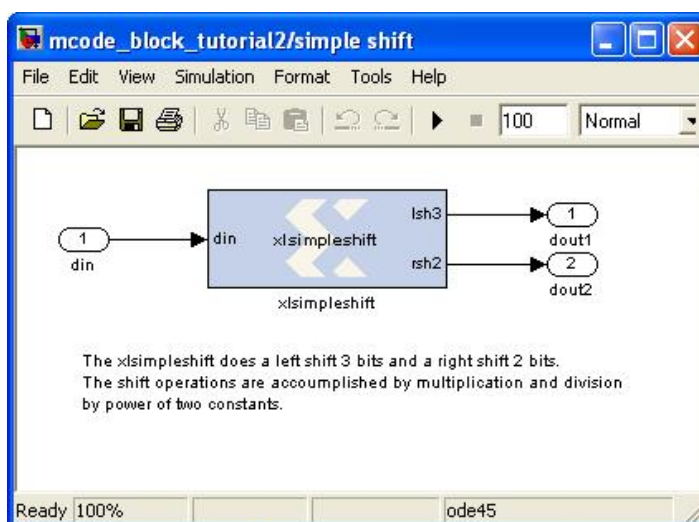 mcode_block_tutorial2/simple shift
File Edit View Simulation Format Tools Help
100 Normal
1
din
din
xlsimpleshift
lsh3
rsh2
xlsimpleshift
1
dout1
2
dout2
The xlsimpleshift does a left shift 3 bits and a right shift 2 bits.
The shift operations are accoumplished by multiplication and division
by power of two constants.
Ready 100% ode45